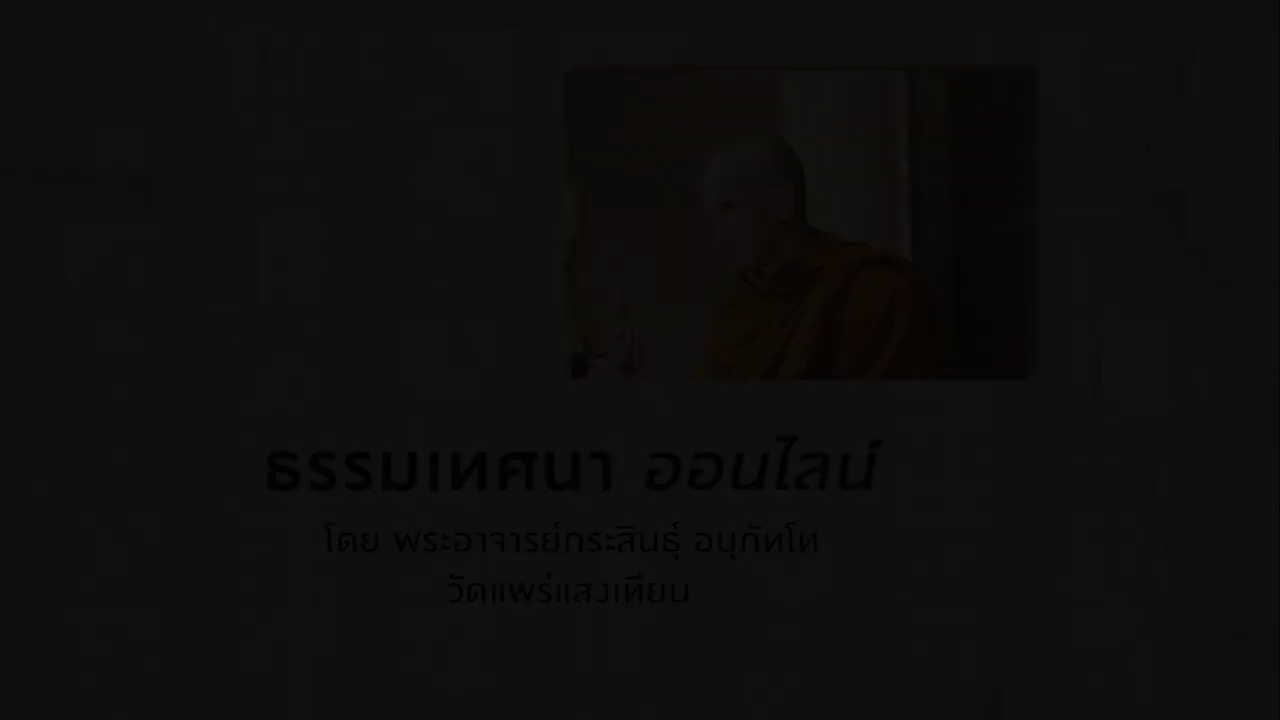 ธรรมเทศนา ออนไลน์
โดย พระอาจารย์กระสินธุ์ อนุภัทโท
วัดแพร่แสงเทียน